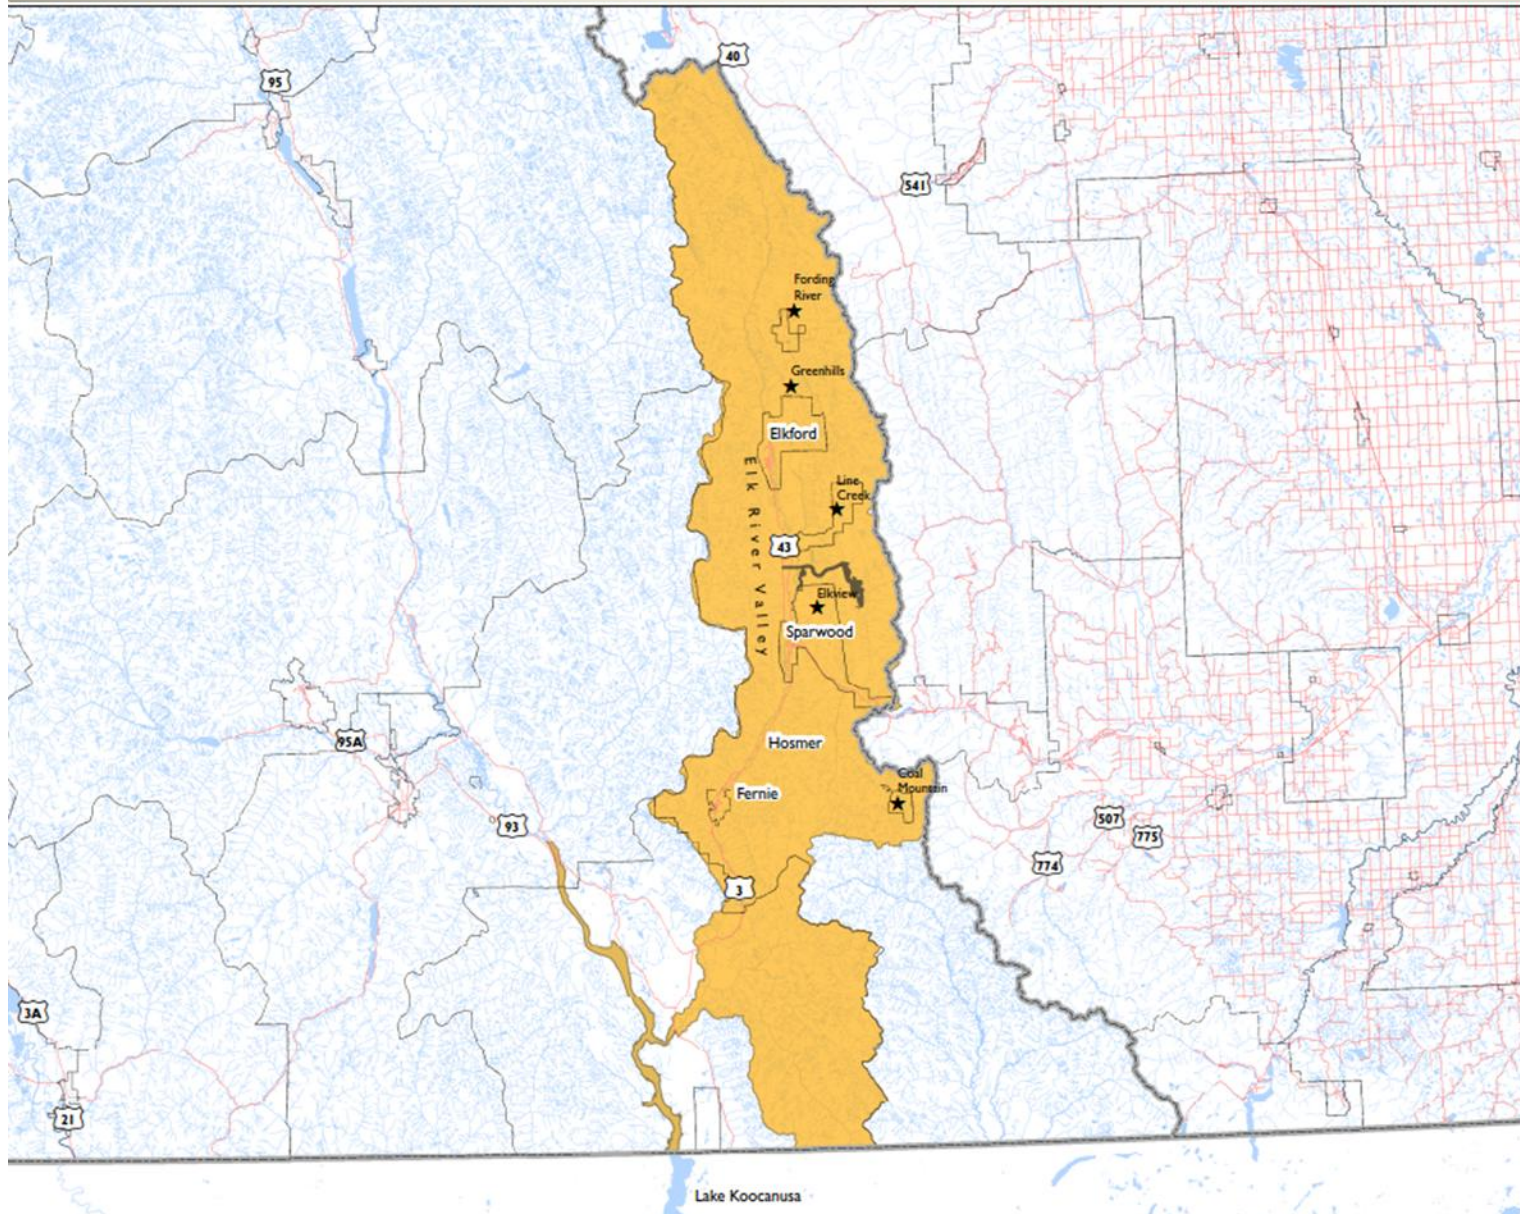 40
95
541
Fording
River
Greenhills
Elkford
Elk River Valley
Line
Creek
43
Elkview
Sparwood
95A
Hosmer
Coal
Mountain
Fernie
93
507
775
774
3
3A
21
Lake Koocanusa